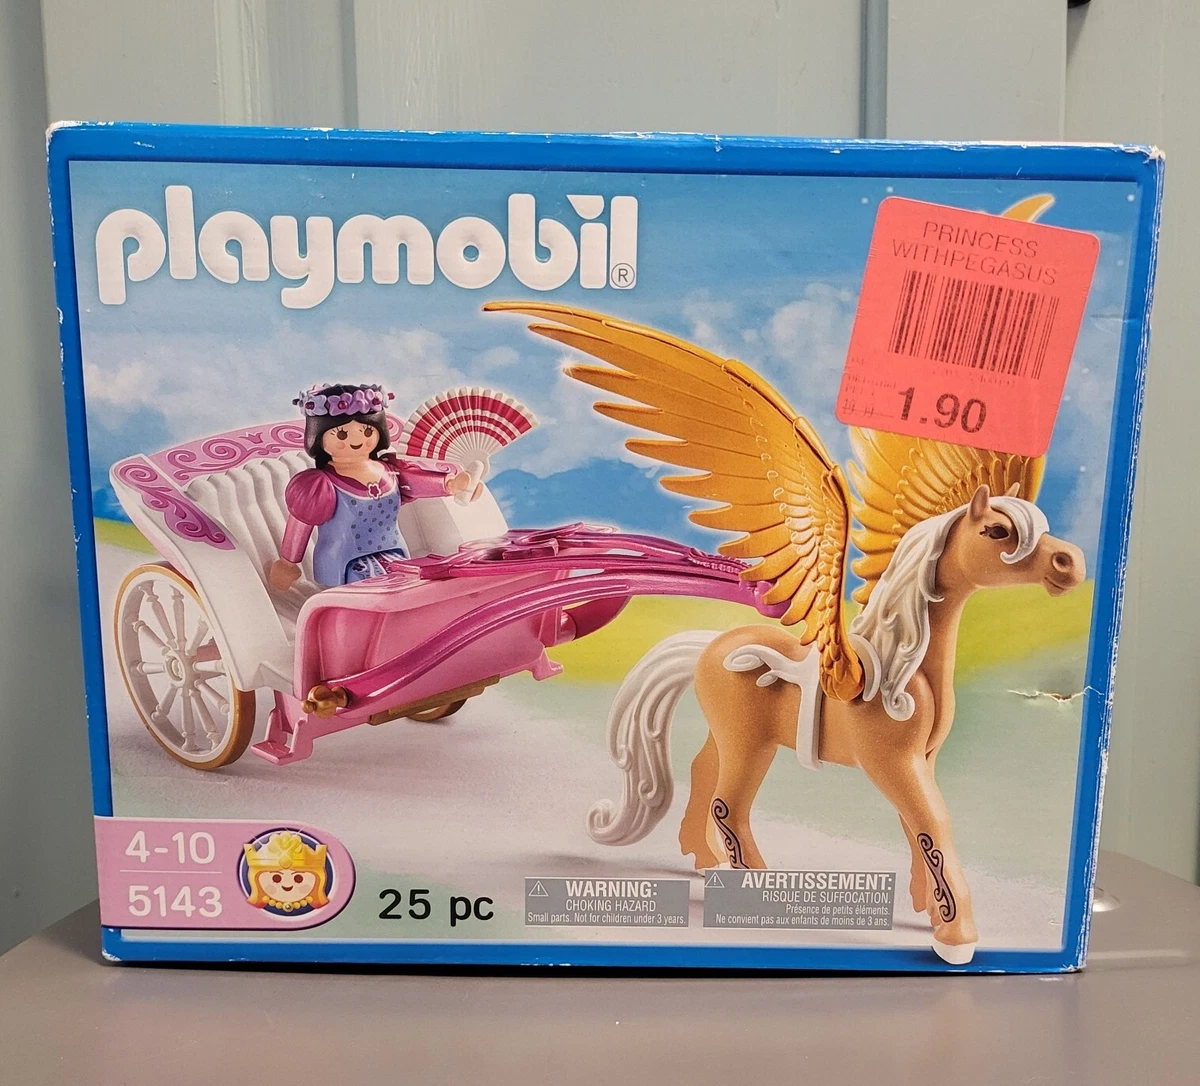 playmobil®
PRINCESS
WITHPEGASUS
1.90
4-10
5143
25 pc
WARNING:
CHOKING HAZARD
Small parts. Not for children under 3 years.
AVERTISSEMENT:
RISQUE DE SUFFOCATION.
Présence de petits éléments.
Ne convient pas aux enfants de moins de 3 ans.